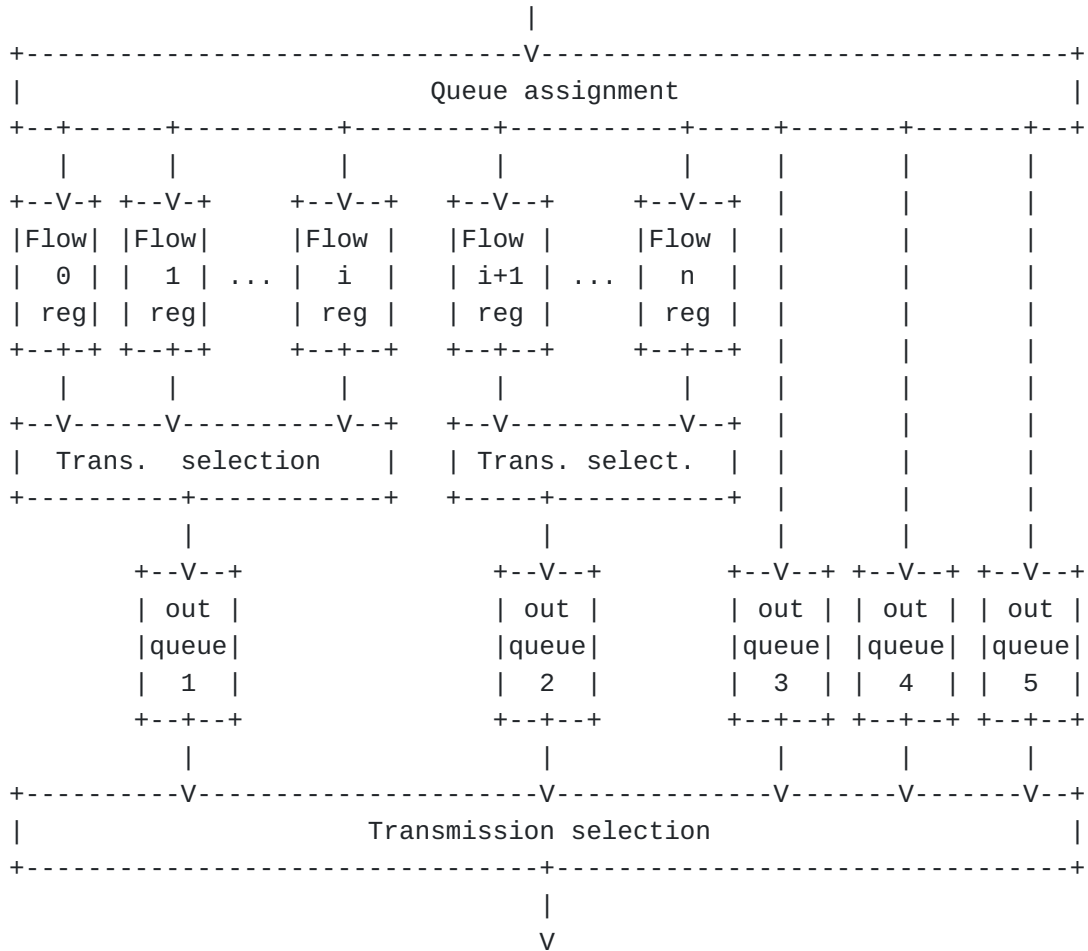 Queue assignment
|Flow| |Flow| |Flow | |Flow | |Flow |
| 0 | | 1 | ... | i | | i+1 | ... | n |
| reg| | reg| | reg | | reg | | reg |
| Trans. selection | | Trans. select. |
| out | | out | | out | | out | | out |
|queue| |queue| |queue| |queue| |queue|
| 1 | | 2 | | 3 | | 4 | | 5 |
Transmission selection